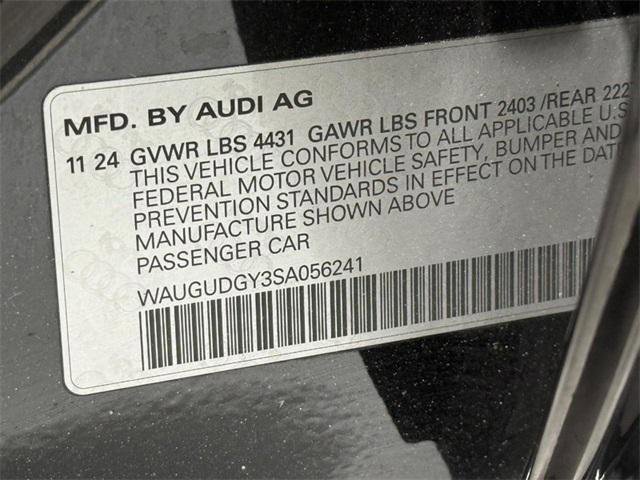 MFD. BY AUDI AG
11 24 GVWR LBS 4431 GAWR LBS FRONT 2403 /REAR 222
THIS VEHICLE CONFORMS TO ALL APPLICABLE U.S
FEDERAL MOTOR VEHICLE SAFETY, BUMPER AND
PREVENTION STANDARDS IN EFFECT ON THE DAT
MANUFACTURE SHOWN ABOVE
PASSENGER CAR
WAUGUDGY3SA056241